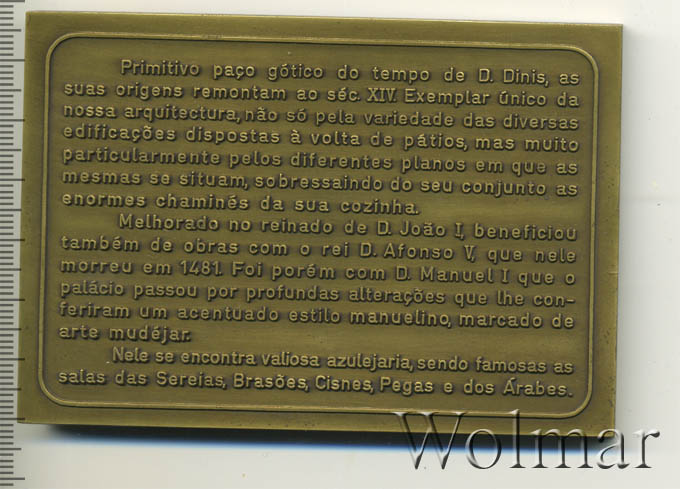 Primitivo paço gótico do tempo de D. Dinis, as
suas origens remontam ao séc. XIV. Exemplar único da
nossa arquitectura, não só pela variedade das diversas
edificações dispostas à volta de pátios, mas muito
particularmente pelos diferentes planos em que as
mesmas se situam, sobressaindo do seu conjunto as
enormes chaminés da sua cozinha.
Melhorado no reinado de D. João I, beneficiou
também de obras com o rei D. Afonso V, que nele
morreu em 1481. Foi porém com D. Manuel I que o
palácio passou por profundas alterações que lhe con-
feriram um acentuado estilo manuelino, marcado de
arte mudéjar.
Nele se encontra valiosa azulejaria, sendo famosas as
salas das Sereias, Brasões, Cisnes, Pegas e dos Árabes.
Wolmar